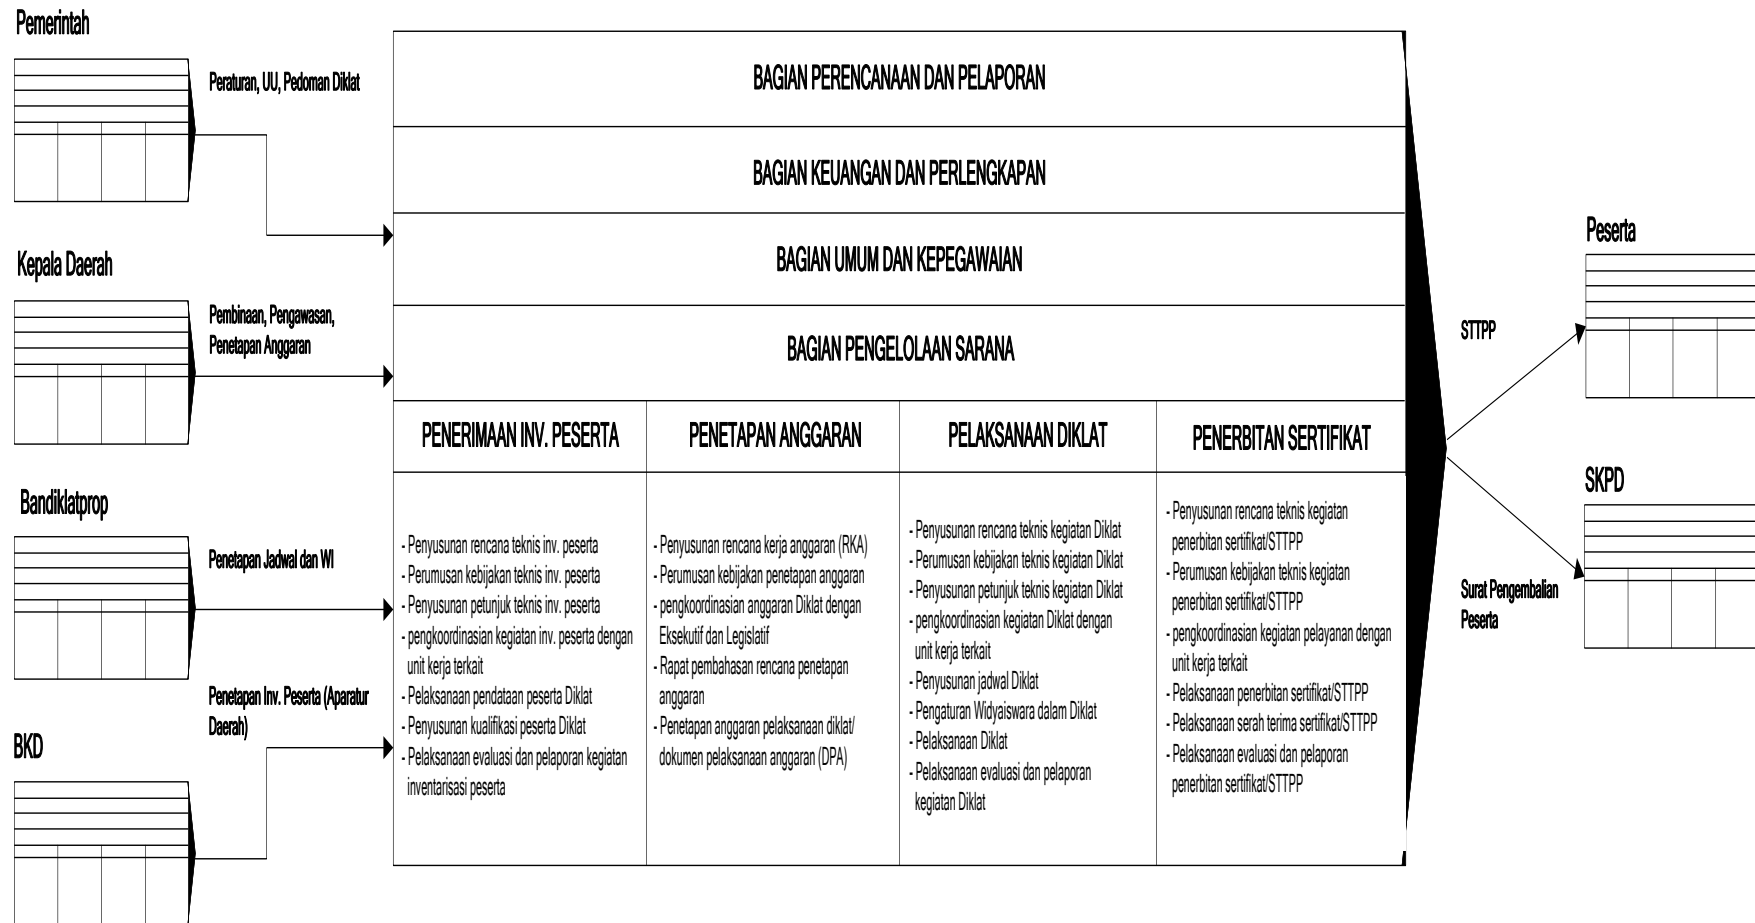 Pemerintah
Peraturan, UU, Pedoman Diklat
Kepala Daerah
Pembinaan, Pengawasan,
Penetapan Anggaran
Bandiklatprop
Penetapan Jadwal dan WI
Penetapan Inv. Peserta (Aparatur
Daerah)
BKD
BAGIAN PERENCANAAN DAN PELAPORAN
BAGIAN KEUANGAN DAN PERLENGKAPAN
BAGIAN UMUM DAN KEPEGAWAIAN
BAGIAN PENGELOLAAN SARANA
PENERIMAAN INV. PESERTA
- Penyusunan rencana teknis inv. peserta
- Perumusan kebijakan teknis inv. peserta
- Penyusunan petunjuk teknis inv. peserta
- pengkoordinasian kegiatan inv. peserta dengan
unit kerja terkait
- Pelaksanaan pendataan peserta Diklat
- Penyusunan kualifikasi peserta Diklat
- Pelaksanaan evaluasi dan pelaporan kegiatan
inventarisasi peserta
PENETAPAN ANGGARAN
- Penyusunan rencana kerja anggaran (RKA)
- Perumusan kebijakan penetapan anggaran
- pengkoordinasian anggaran Diklat dengan
Eksekutif dan Legislatif
- Rapat pembahasan rencana penetapan
anggaran
- Penetapan anggaran pelaksanaan diklat/
dokumen pelaksanaan anggaran (DPA)
PELAKSANAAN DIKLAT
- Penyusunan rencana teknis kegiatan Diklat
- Perumusan kebijakan teknis kegiatan Diklat
- Penyusunan petunjuk teknis kegiatan Diklat
- pengkoordinasian kegiatan Diklat dengan
unit kerja terkait
- Penyusunan jadwal Diklat
- Pengaturan Widyaiswara dalam Diklat
- Pelaksanaan Diklat
- Pelaksanaan evaluasi dan pelaporan
kegiatan Diklat
PENERBITAN SERTIFIKAT
- Penyusunan rencana teknis kegiatan
penerbitan sertifikat/STTPP
- Perumusan kebijakan teknis kegiatan
penerbitan sertifikat/STTPP
- pengkoordinasian kegiatan pelayanan dengan
unit kerja terkait
- Pelaksanaan penerbitan sertifikat/STTPP
- Pelaksanaan serah terima sertifikat/STTPP
- Pelaksanaan evaluasi dan pelaporan
penerbitan sertifikat/STTPP
Peserta
STTPP
SKPD
Surat Pengembalian
Peserta